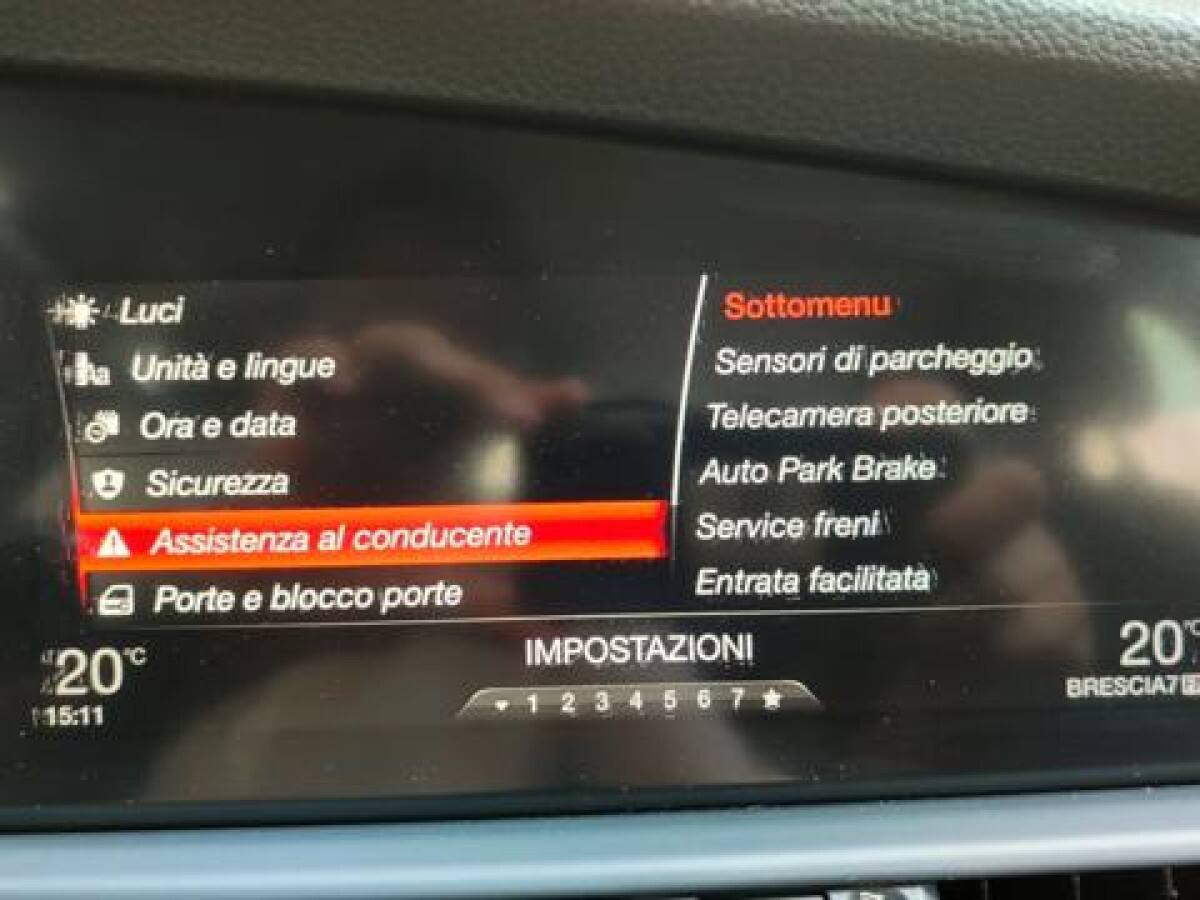 Luci
Unità e lingue
Ora e data
Sicurezza
Assistenza al conducente
Porte e blocco porte
Sottomenu
Sensori di parcheggio
Telecamera posteriore
Auto Park Brake
Service freni
Entrata facilitata
IMPOSTAZIONI
1 2 3 4 5 6 7
20°C
15:11
20°C
BRESCIA7